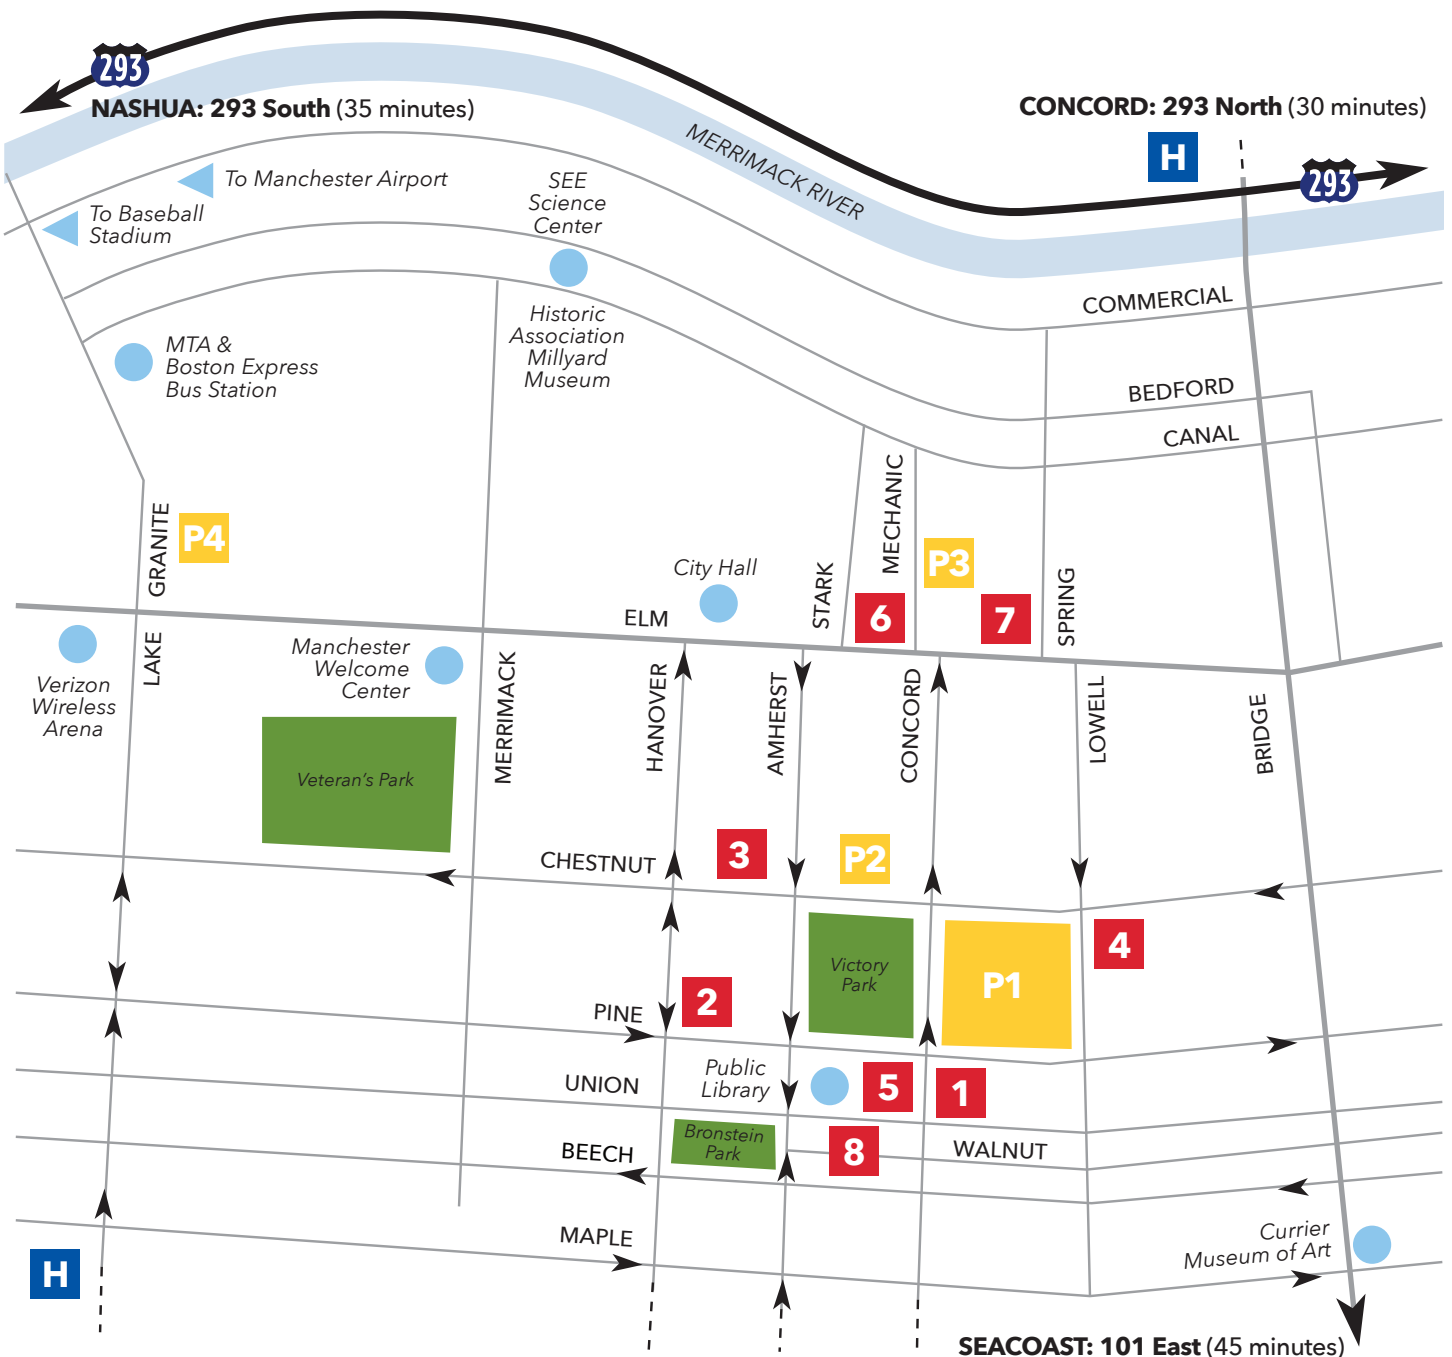 293
NASHUA: 293 South (35 minutes)
CONCORD: 293 North (30 minutes)
H
293
MERRIMACK RIVER
To Manchester Airport
To Baseball
Stadium
SEE
Science
Center
Historic
Association
Millyard
Museum
MTA &
Boston Express
Bus Station
COMMERCIAL
BEDFORD
CANAL
GRANITE
P4
City Hall
STARK
MECHANIC
P3
6
7
SPRING
ELM
Verizon
Wireless
Arena
LAKE
Manchester
Welcome
Center
MERRIMACK
HANOVER
AMHERST
CONCORD
LOWELL
BRIDGE
Veteran's Park
CHESTNUT
3
P2
Victory
Park
P1
4
2
PINE
Public
Library
5
1
UNION
Bronstein
Park
8
WALNUT
BEECH
MAPLE
H
Currier
Museum of Art
SEACOAST: 101 East (45 minutes)